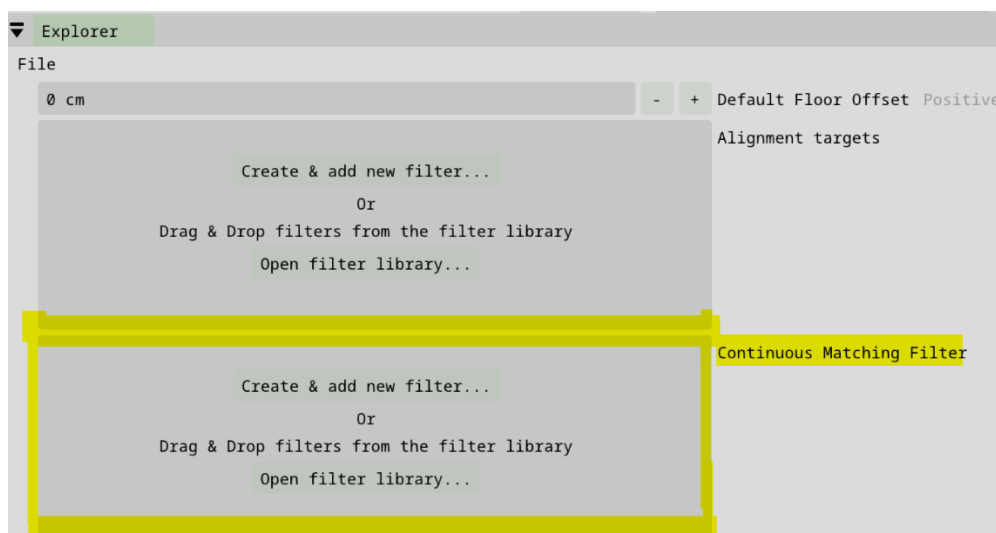 Explorer
File
0 cm - + Default Floor Offset Positive
Alignment targets
Create & add new filter...
Or
Drag & Drop filters from the filter library
Open filter library...
Continuous Matching Filter
Create & add new filter...
Or
Drag & Drop filters from the filter library
Open filter library...